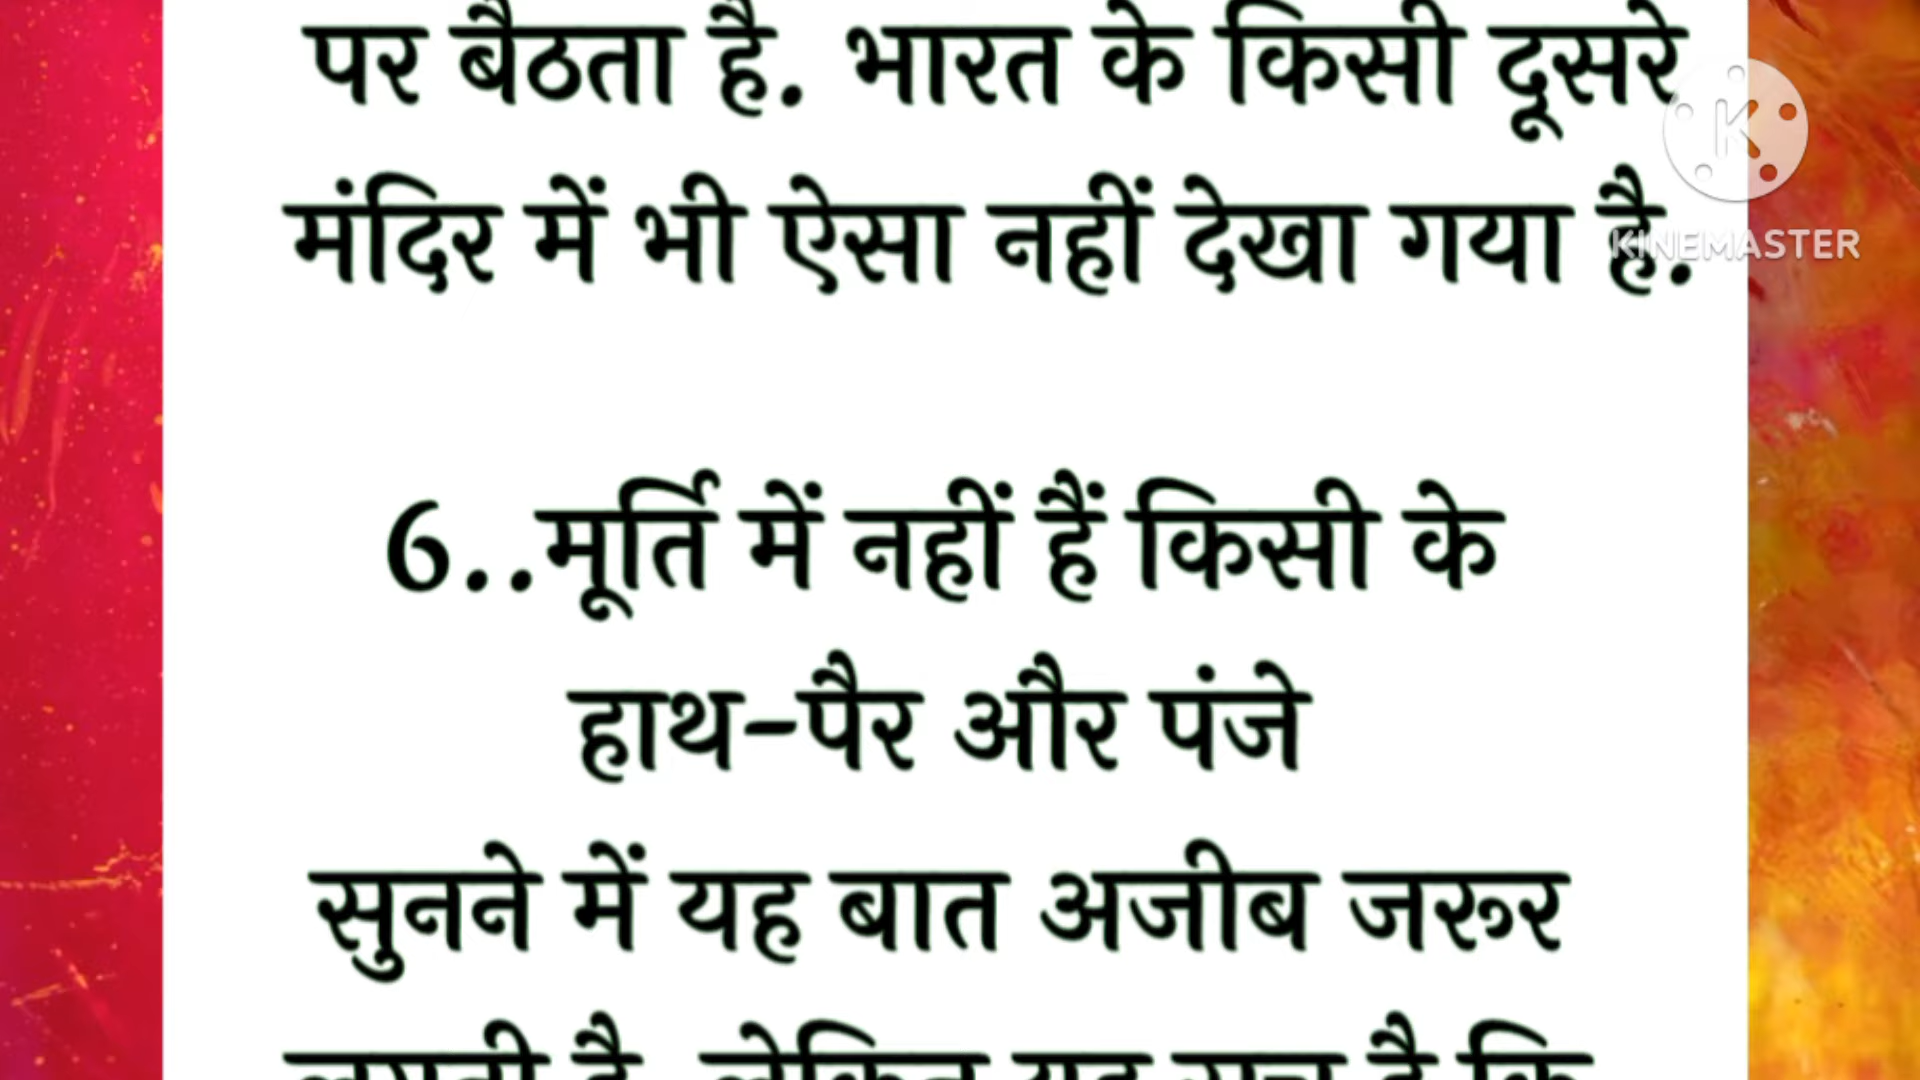 पर बैठता है. भारत के किसी दूसरे
मंदिर में भी ऐसा नहीं देखा गया है.
KINEMASTER
6..मूर्ति में नहीं हैं किसी के
हाथ-पैर और पंजे
सुनने में यह बात अजीब जरूर